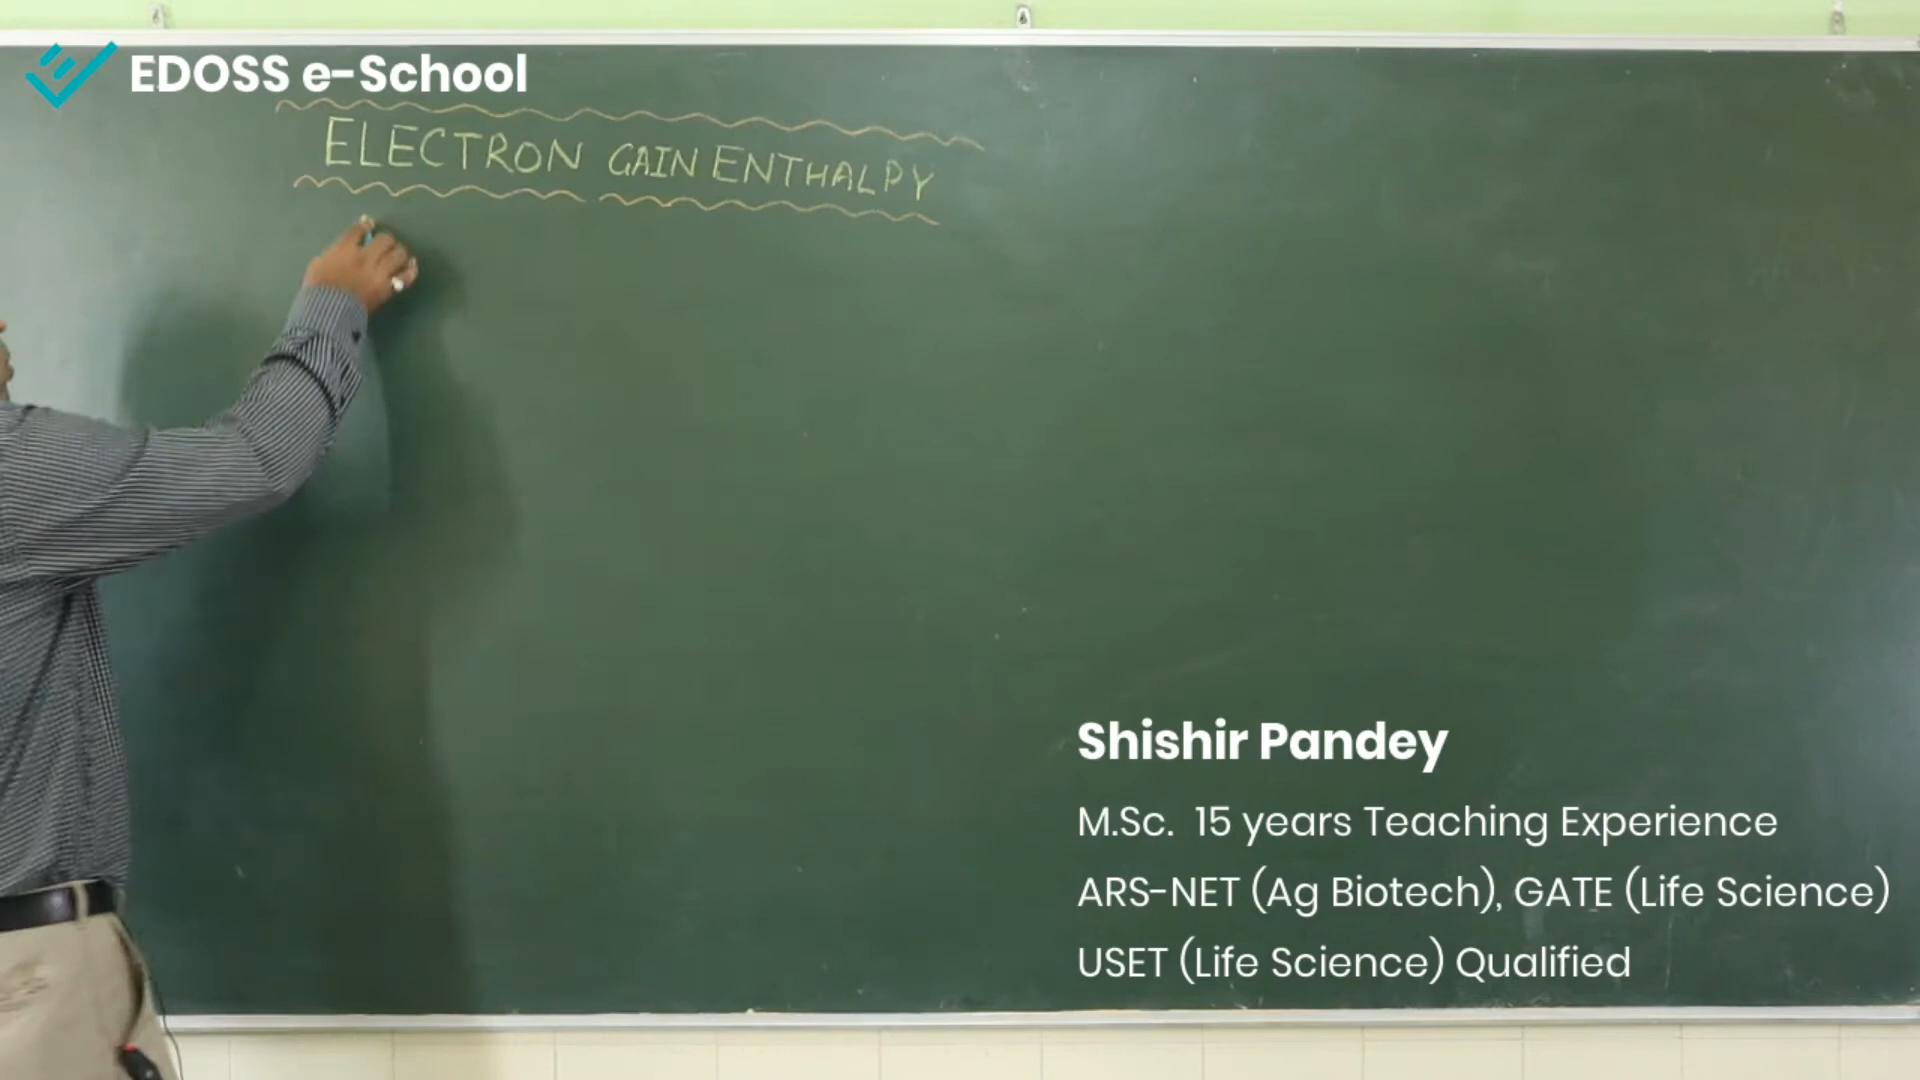 EDOSS e-School
ELECTRON GAIN ENTHALPY
Shishir Pandey
M.Sc. 15 years Teaching Experience
ARS-NET (Ag Biotech), GATE (Life Science)
USET (Life Science) Qualified